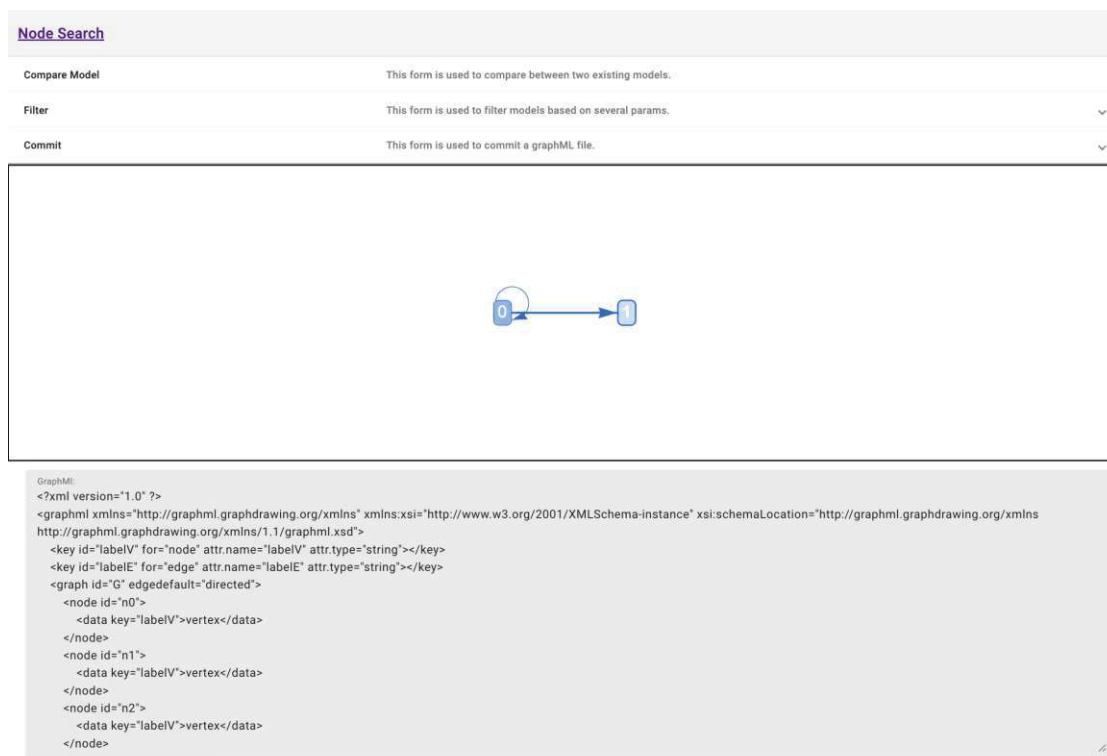 Node Search
Compare Model This form is used to compare between two existing models.
Filter This form is used to filter models based on several params.
Commit This form is used to commit a graphML file.
0 1
GraphMl:
<?xml version="1.0" ?>
<graphml xmlns="http://graphml.graphdrawing.org/xmlns" xmlns:xsi="http://www.w3.org/2001/XMLSchema-instance" xsi:schemaLocation="http://graphml.graphdrawing.org/xmlns
http://graphml.graphdrawing.org/xmlns/1.1/graphml.xsd">
<key id="labelV" for="node" attr.name="labelV" attr.type="string"></key>
<key id="labelE" for="edge" attr.name="labelE" attr.type="string"></key>
<graph id="G" edgedefault="directed">
<node id="n0">
<data key="labelV">vertex</data>
</node>
<node id="n1">
<data key="labelV">vertex</data>
</node>
<node id="n2">
<data key="labelV">vertex</data>
</node>